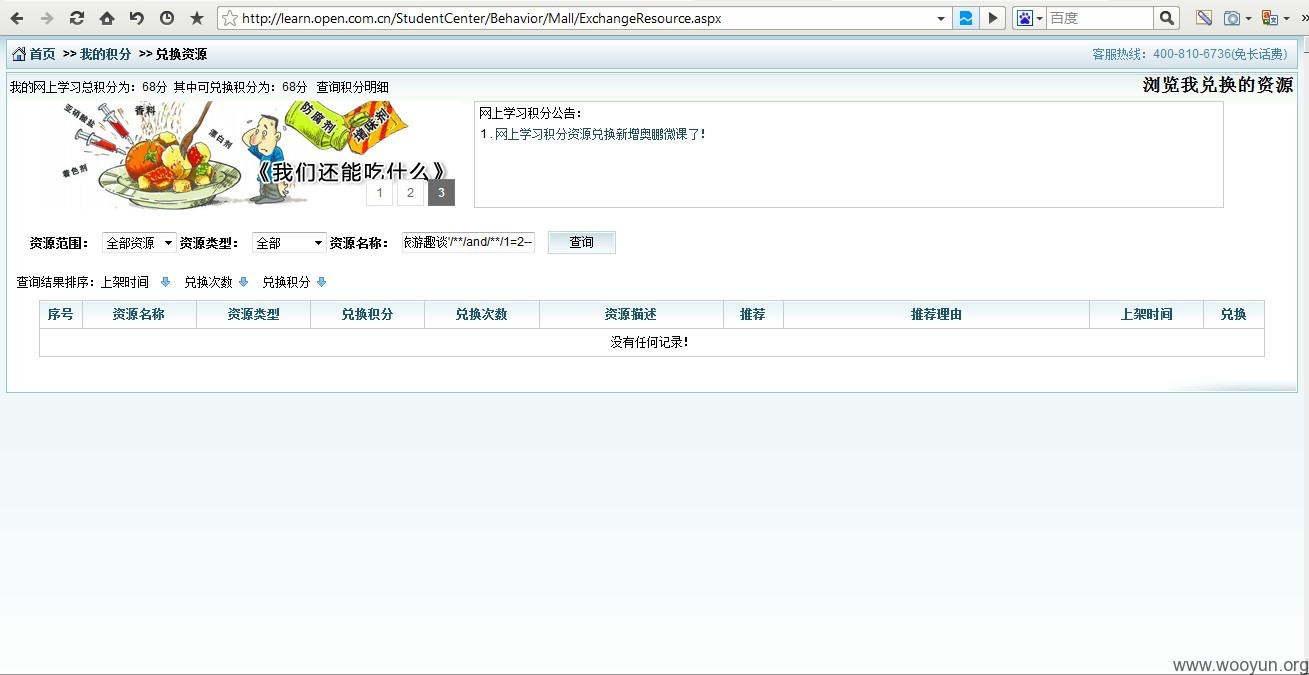 http://learn.open.com.cn/StudentCenter/Behavior/Mall/ExchangeResource.aspx
百度
首页 >> 我的积分 >> 兑换资源
客服热线：400-810-6736(免长话费)
我的网上学习总积分为：68分 其中可兑换积分为：68分 查询积分明细
浏览我兑换的资源
亚硝酸盐
香料
漂白剂
着色剂
防腐剂
增味剂
《我们还能吃什么》
1 2 3
网上学习积分公告：
1.网上学习积分资源兑换新增奥鹏微课了！
资源范围： 全部资源 资源类型： 全部 资源名称： 游趣谈'/**/and/**/1=2-- 查询
查询结果排序：上架时间 兑换次数 兑换积分
序号 资源名称 资源类型 兑换积分 兑换次数 资源描述 推荐 推荐理由 上架时间 兑换
没有任何记录！
www.wooyun.org